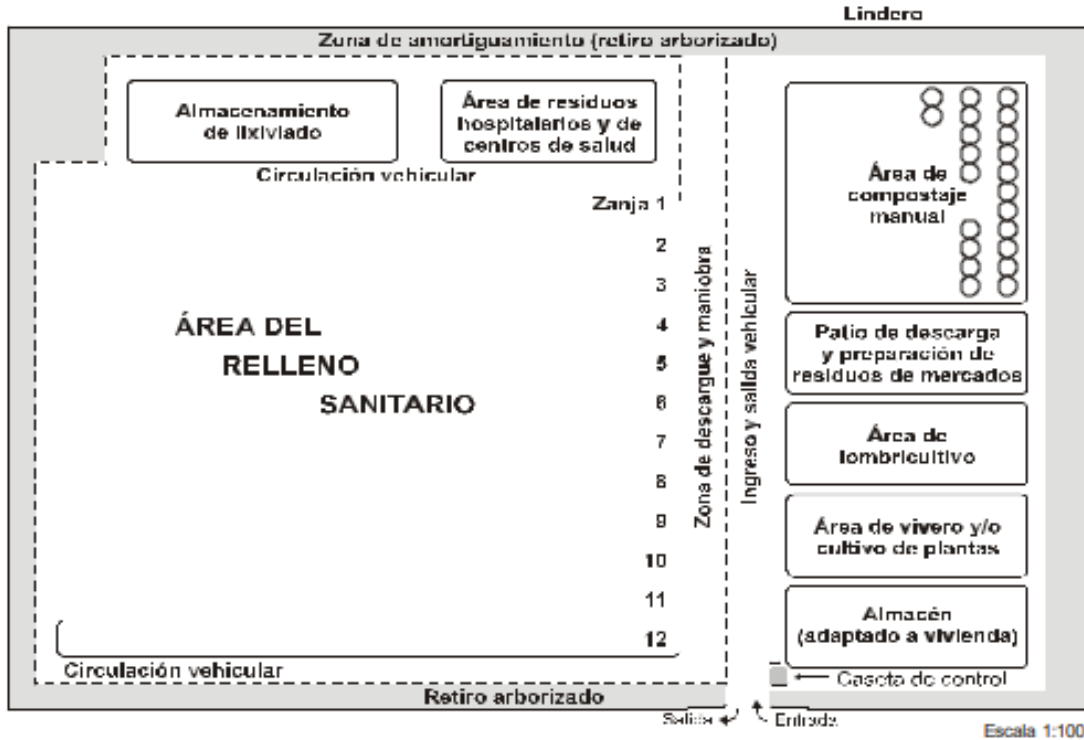 Lindero
Zona de amortiguamiento (retiro arborizado)
Almacenamiento
de lixiviado
Área de residuos
hospitalarios y de
centros de salud
Circulación vehicular
Zanja 1
2
3
4
5
6
7
8
9
10
11
12
ÁREA DEL
RELLENO
SANITARIO
Circulación vehicular
Zona de descargue y maniobra
Ingreso y salida vehicular
Área de
compostaje
manual
Patio de descarga
y preparación de
residuos de mercados
Área de
lombricultivo
Área de vivero y/o
cultivo de plantas
Almacén
(adaptado a vivienda)
Caseta de control
Retiro arborizado
Salida
Entrada
Escala 1:100